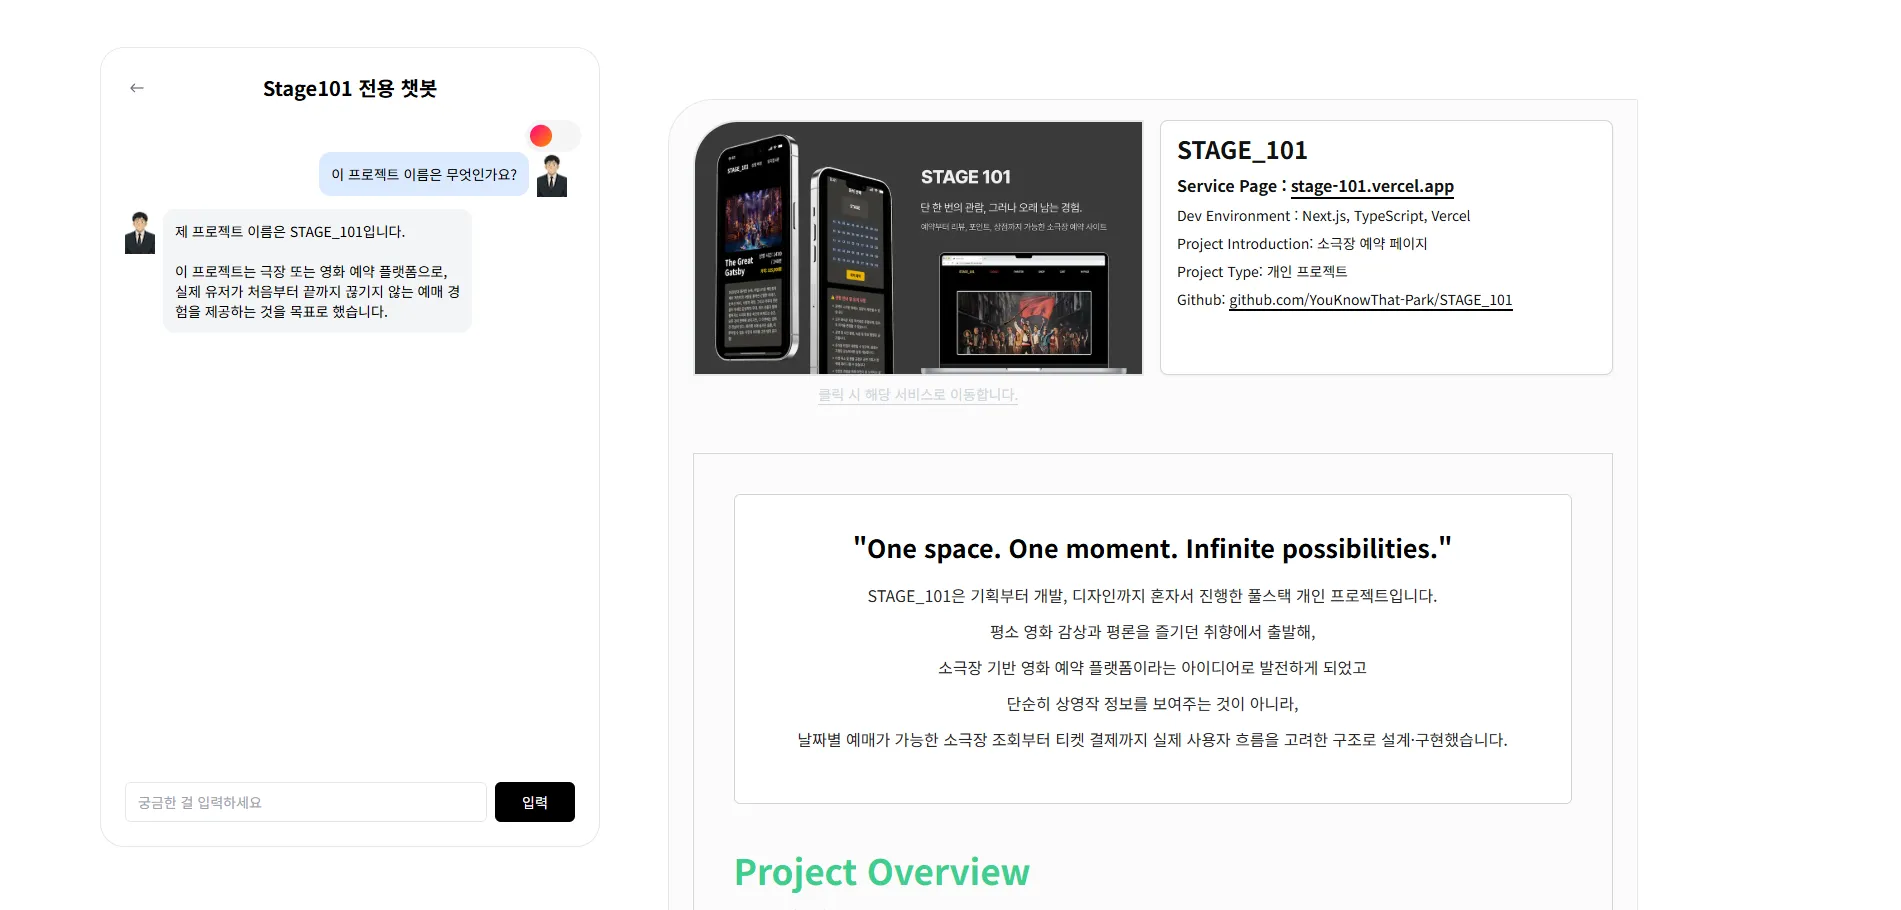 ←
Stage101 전용 챗봇
이 프로젝트 이름은 무엇인가요?
제 프로젝트 이름은 STAGE_101입니다.
이 프로젝트는 극장 또는 영화 예약 플랫폼으로,
실제 유저가 처음부터 끝까지 끊기지 않는 예매 경
험을 제공하는 것을 목표로 했습니다.
궁금한 걸 입력하세요
입력
STAGE_101
The Great
Gatsby
STAGE 101
단 한 번의 관람, 그러나 오래 남는 경험.
예약부터 리뷰, 포인트, 상점까지 가능한 소극장 예약 사이트
클릭 시 해당 서비스로 이동합니다.
STAGE_101
Service Page : stage-101.vercel.app
Dev Environment : Next.js, TypeScript, Vercel
Project Introduction: 소극장 예약 페이지
Project Type: 개인 프로젝트
Github: github.com/YouKnowThat-Park/STAGE_101
"One space. One moment. Infinite possibilities."
STAGE_101은 기획부터 개발, 디자인까지 혼자서 진행한 풀스택 개인 프로젝트입니다.
평소 영화 감상과 평론을 즐기던 취향에서 출발해,
소극장 기반 영화 예약 플랫폼이라는 아이디어로 발전하게 되었고
단순히 상영작 정보를 보여주는 것이 아니라,
날짜별 예매가 가능한 소극장 조회부터 티켓 결제까지 실제 사용자 흐름을 고려한 구조로 설계·구현했습니다.
Project Overview